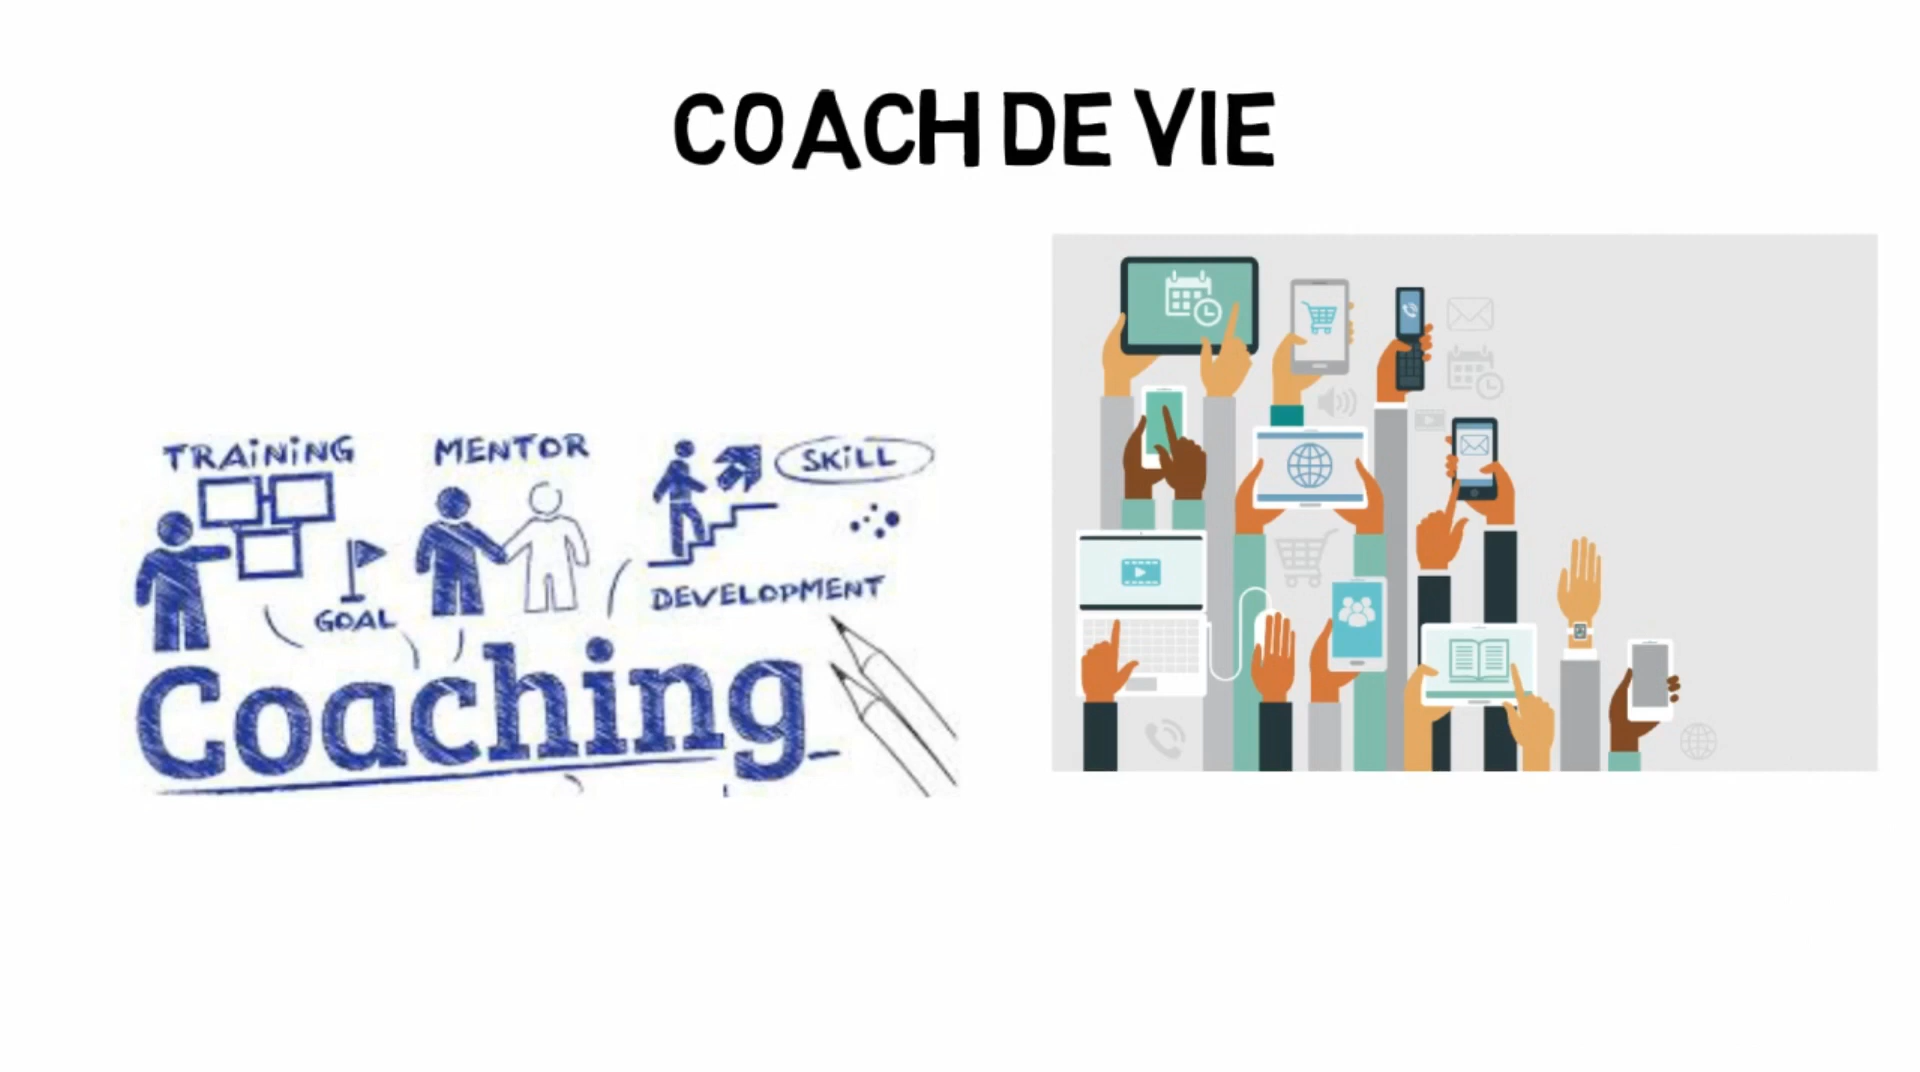 COACH DE VIE
TRAINING
MENTOR
SKILL
GOAL
DEVELOPMENT
Coaching